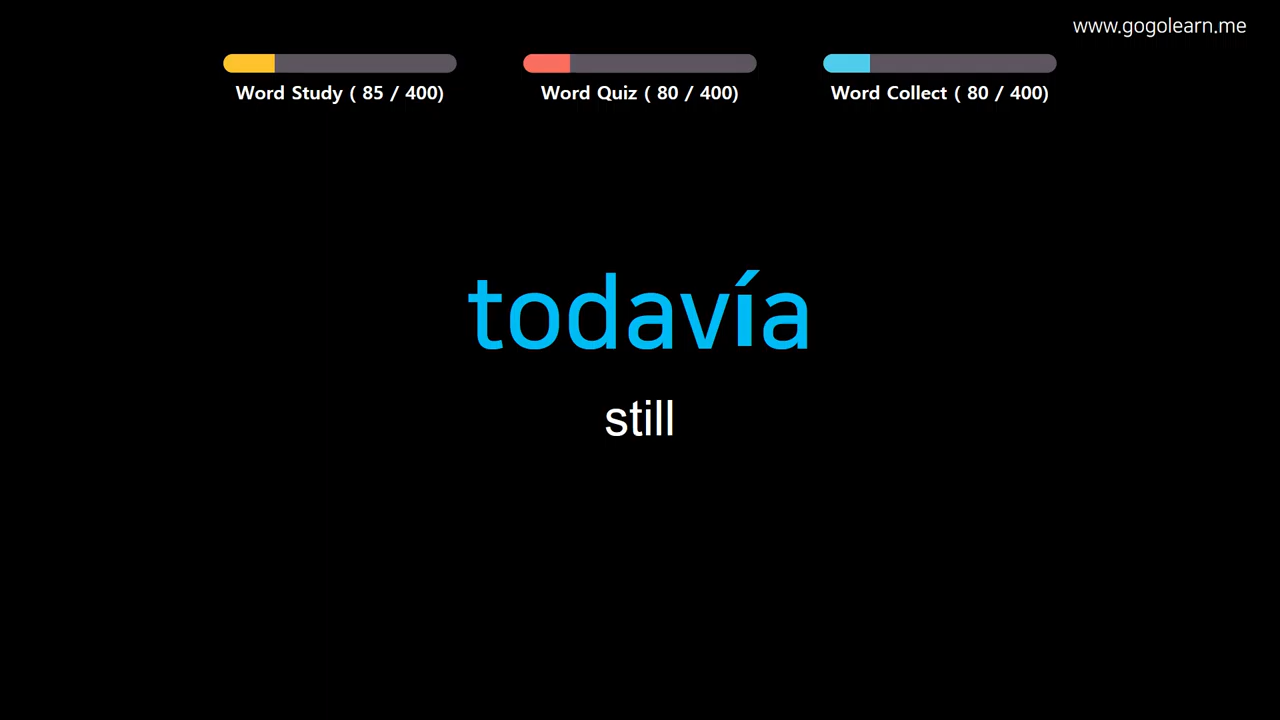 www.gogolearn.me
Word Study ( 85 / 400)
Word Quiz ( 80 / 400)
Word Collect ( 80 / 400)
todavía
still